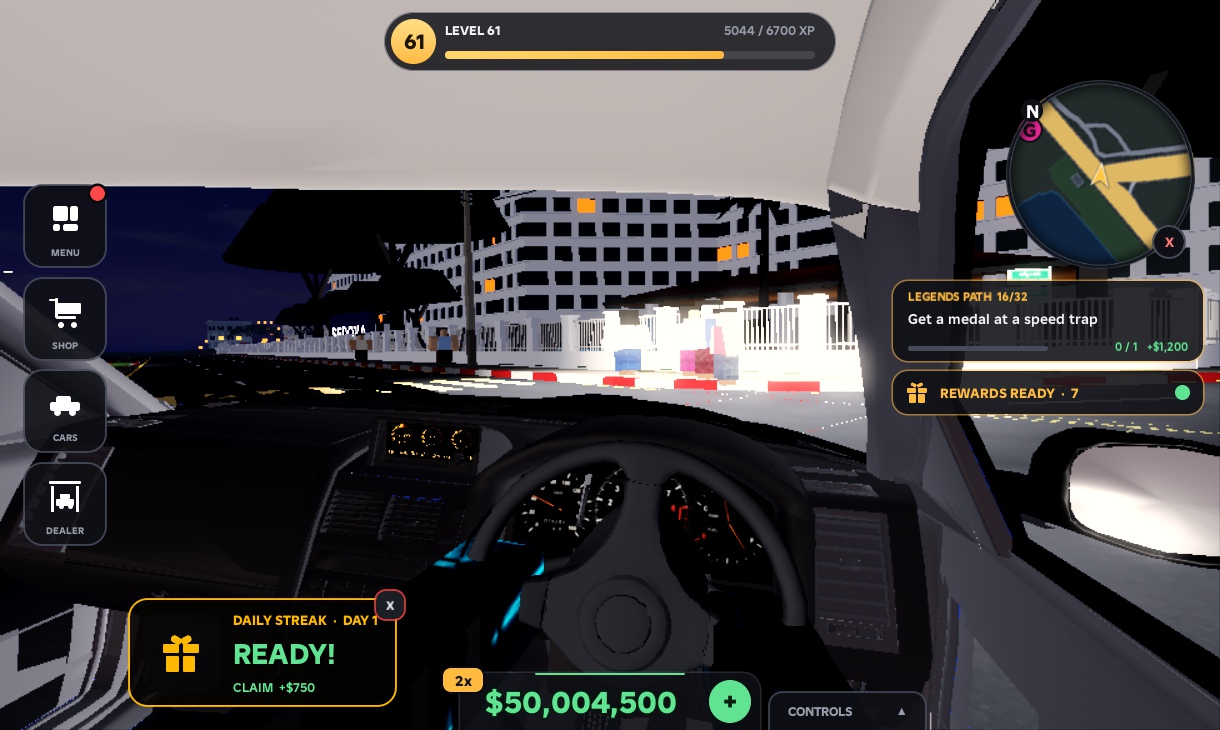 61
LEVEL 61
5044 / 6700 XP
N
G
X
MENU
SHOP
CARS
DEALER
LEGENDS PATH 16/32
Get a medal at a speed trap
0 / 1 +$1,200
REWARDS READY · 7
X
DAILY STREAK · DAY 1
READY!
CLAIM +$750
2x
$50,004,500
+
CONTROLS